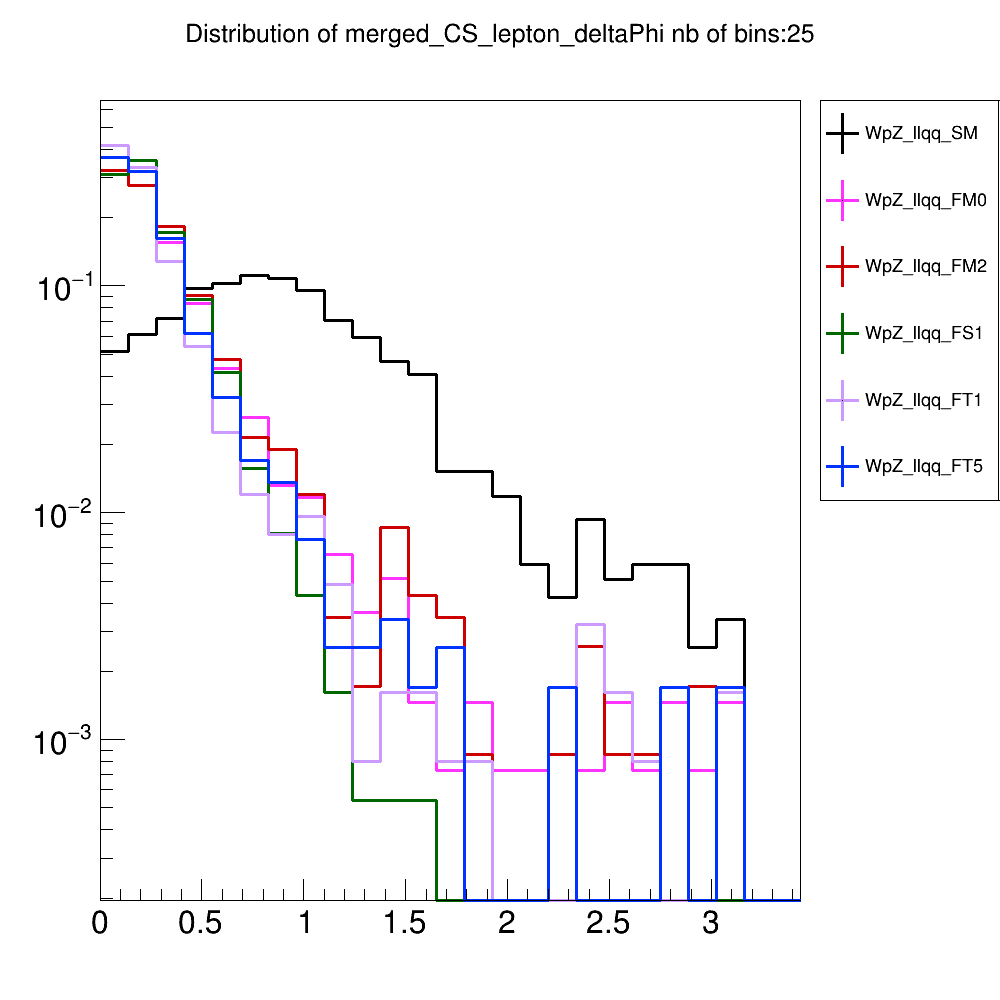 Distribution of merged_CS_lepton_deltaPhi nb of bins:25
WpZ_llqq_SM
WpZ_llqq_FM0
WpZ_llqq_FM2
WpZ_llqq_FS1
WpZ_llqq_FT1
WpZ_llqq_FT5
10⁻¹
10⁻²
10⁻³
0 0.5 1 1.5 2 2.5 3